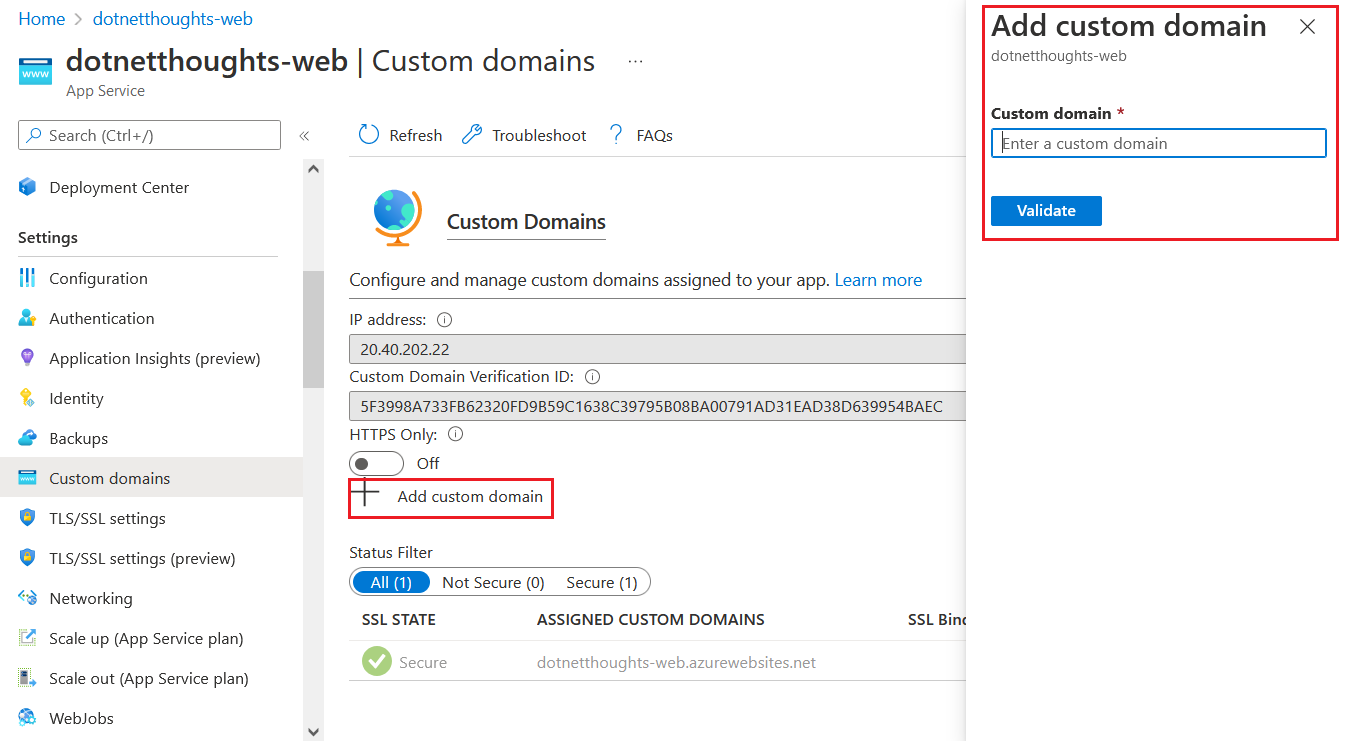 Home > dotnetthoughts-web
dotnetthoughts-web | Custom domains ...
App Service
Search (Ctrl+/)
«
Deployment Center
Settings
Configuration
Authentication
Application Insights (preview)
Identity
Backups
Custom domains
TLS/SSL settings
TLS/SSL settings (preview)
Networking
Scale up (App Service plan)
Scale out (App Service plan)
WebJobs
Refresh Troubleshoot ? FAQs
Custom Domains
Configure and manage custom domains assigned to your app. Learn more
IP address:
20.40.202.22
Custom Domain Verification ID:
5F3998A733FB62320FD9B59C1638C39795B08BA00791AD31EAD38D639954BAEC
HTTPS Only:
Off
Add custom domain
Status Filter
All (1) Not Secure (0) Secure (1)
SSL STATE ASSIGNED CUSTOM DOMAINS SSL Bind
Secure dotnetthoughts-web.azurewebsites.net
Add custom domain
dotnetthoughts-web
Custom domain *
Enter a custom domain
Validate